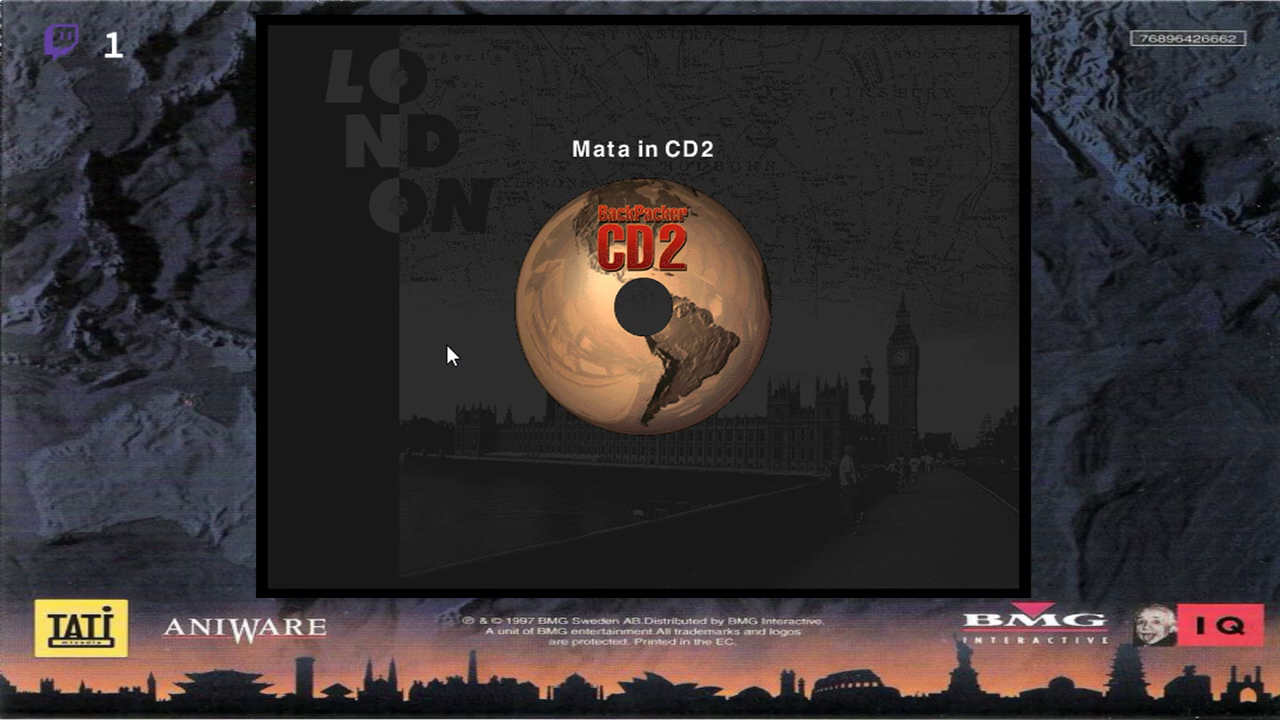 1
76896426662
LO
ND
ON
FINSBURY
Mata in CD2
BackPacker
CD2
TATi
ANIWARE
℗ & © 1997 BMG Sweden AB.Distributed by BMG Interactive.
A unit of BMG entertainment.All trademarks and logos
are protected. Printed in the EC.
BMG
INTERACTIVE
IQ